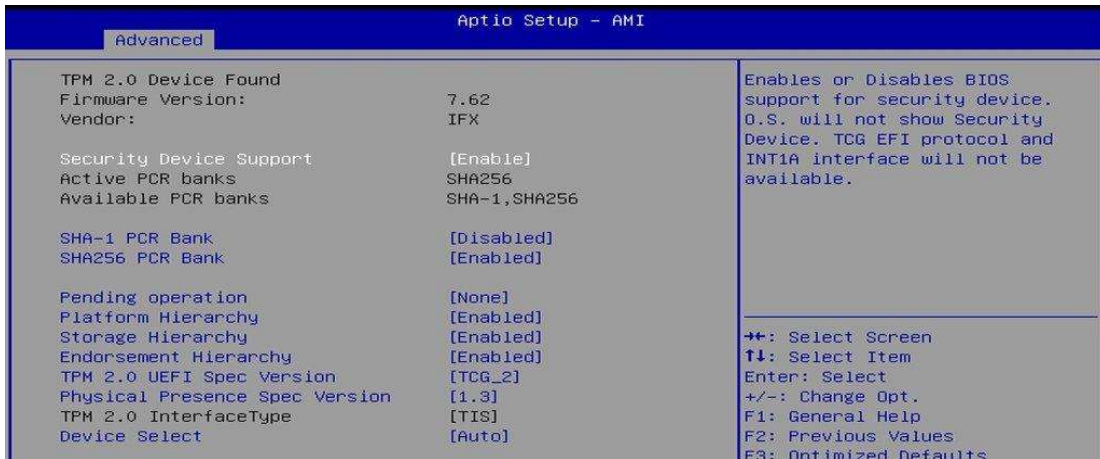 Aptio Setup – AMI
Advanced
TPM 2.0 Device Found
Firmware Version: 7.62
Vendor: IFX
Security Device Support [Enable]
Active PCR banks SHA256
Available PCR banks SHA-1,SHA256
SHA-1 PCR Bank [Disabled]
SHA256 PCR Bank [Enabled]
Pending operation [None]
Platform Hierarchy [Enabled]
Storage Hierarchy [Enabled]
Endorsement Hierarchy [Enabled]
TPM 2.0 UEFI Spec Version [TCG_2]
Physical Presence Spec Version [1.3]
TPM 2.0 InterfaceType [TIS]
Device Select [Auto]
Enables or Disables BIOS
support for security device.
O.S. will not show Security
Device. TCG EFI protocol and
INT1A interface will not be
available.
→←: Select Screen
↑↓: Select Item
Enter: Select
+/-: Change Opt.
F1: General Help
F2: Previous Values
F3: Optimized Defaults